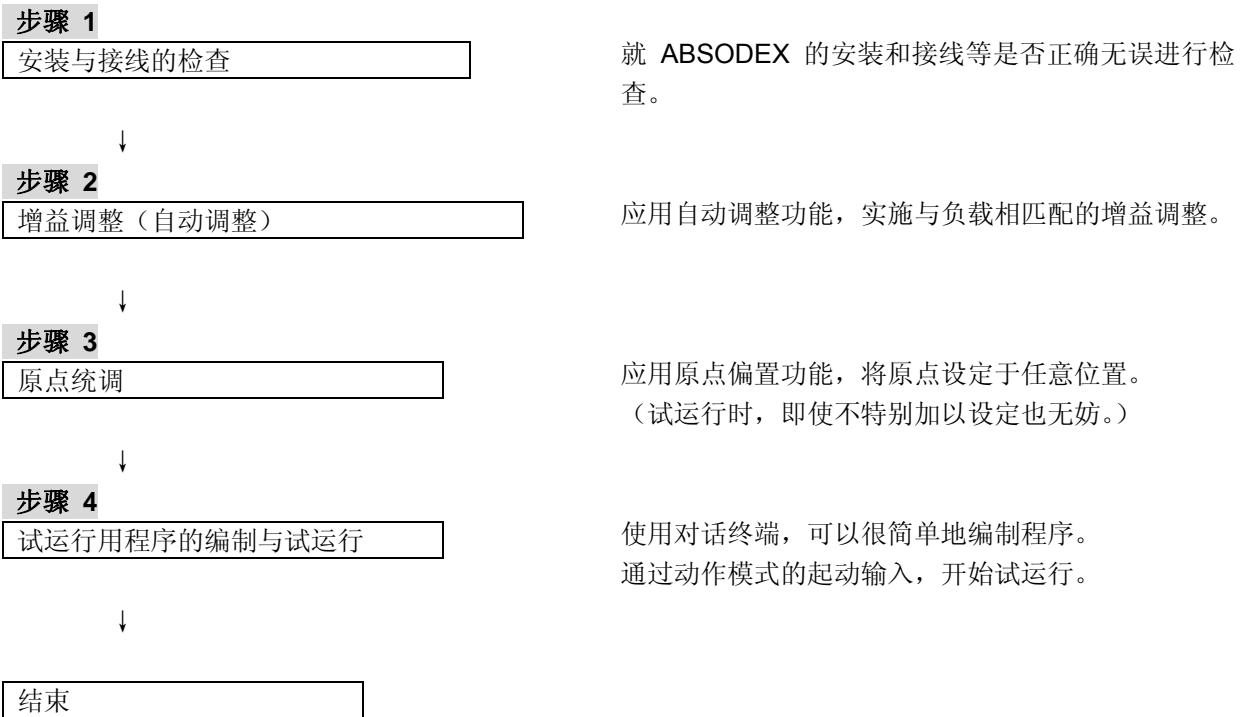 步骤 1
安装与接线的检查
就 ABSODEX 的安装和接线等是否正确无误进行检
查。
↓
步骤 2
增益调整（自动调整）
应用自动调整功能，实施与负载相匹配的增益调整。
↓
步骤 3
原点统调
应用原点偏置功能，将原点设定于任意位置。
（试运行时，即使不特别加以设定也无妨。）
↓
步骤 4
试运行用程序的编制与试运行
使用对话终端，可以很简单地编制程序。
通过动作模式的起动输入，开始试运行。
↓
结束